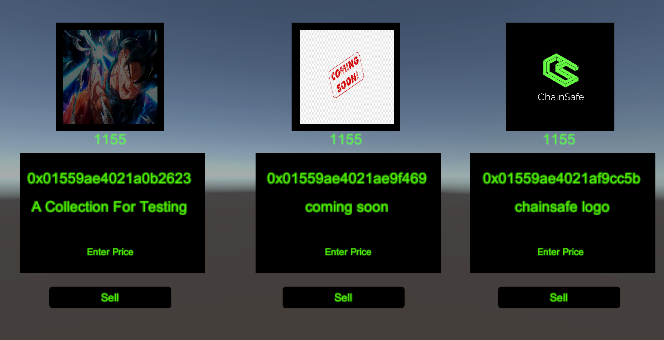 COMING
SOON!
ChainSafe
1155
1155
1155
0x01559ae4021a0b2623
A Collection For Testing
Enter Price
Sell
0x01559ae4021ae9f469
coming soon
Enter Price
Sell
0x01559ae4021af9cc5b
chainsafe logo
Enter Price
Sell